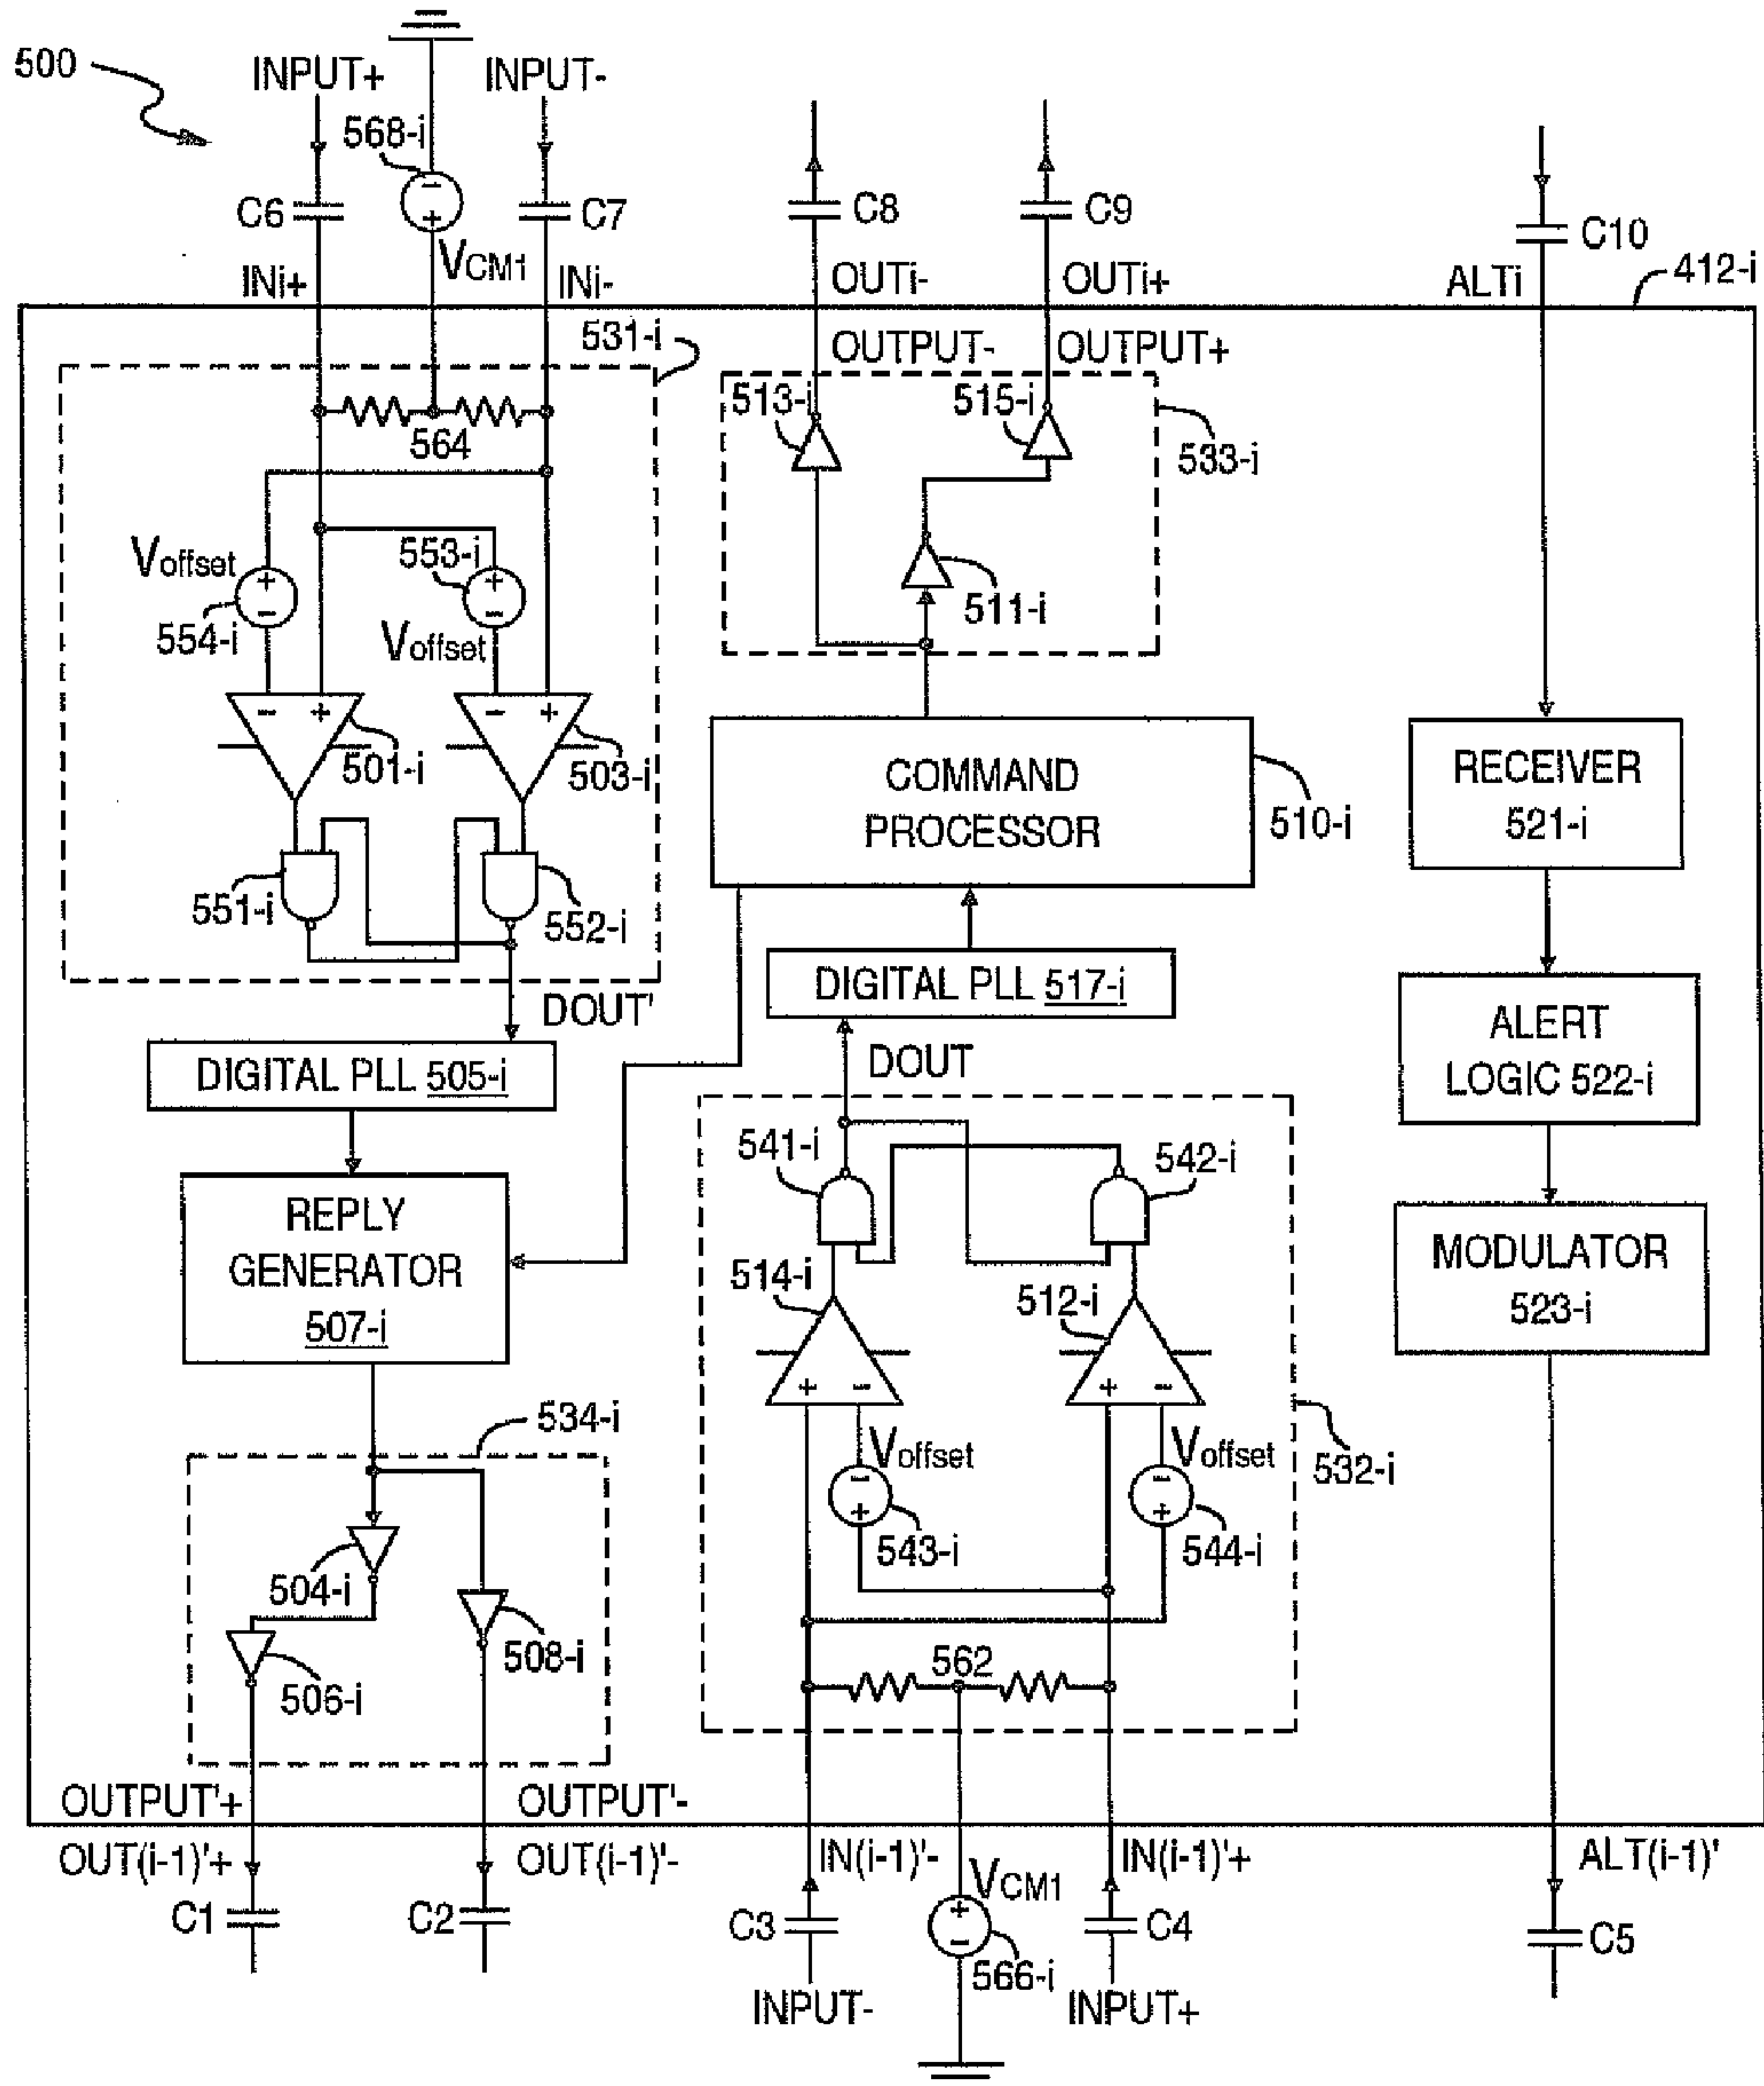 500
INPUT+
INPUT-
568-i
C6
C7
C8
C9
C10
VCM1
INi+
INi-
OUTi-
OUTi+
ALTi
412-i
531-i
OUTPUT-
OUTPUT+
513-i
515-i
533-i
564
Voffset
553-i
554-i
Voffset
511-i
-
+
-
+
501-i
503-i
COMMAND
PROCESSOR
510-i
RECEIVER
521-i
551-i
552-i
DIGITAL PLL 517-i
DOUT'
DOUT
ALERT
LOGIC 522-i
DIGITAL PLL 505-i
541-i
542-i
REPLY
GENERATOR
507-i
514-i
512-i
MODULATOR
523-i
+
-
+
-
534-i
Voffset
Voffset
532-i
543-i
544-i
504-i
508-i
506-i
562
OUTPUT'+
OUTPUT'-
OUT(i-1)'+
OUT(i-1)'-
IN(i-1)'-
IN(i-1)'+
ALT(i-1)'
VCM1
C1
C2
C3
C4
C5
566-i
INPUT-
INPUT+